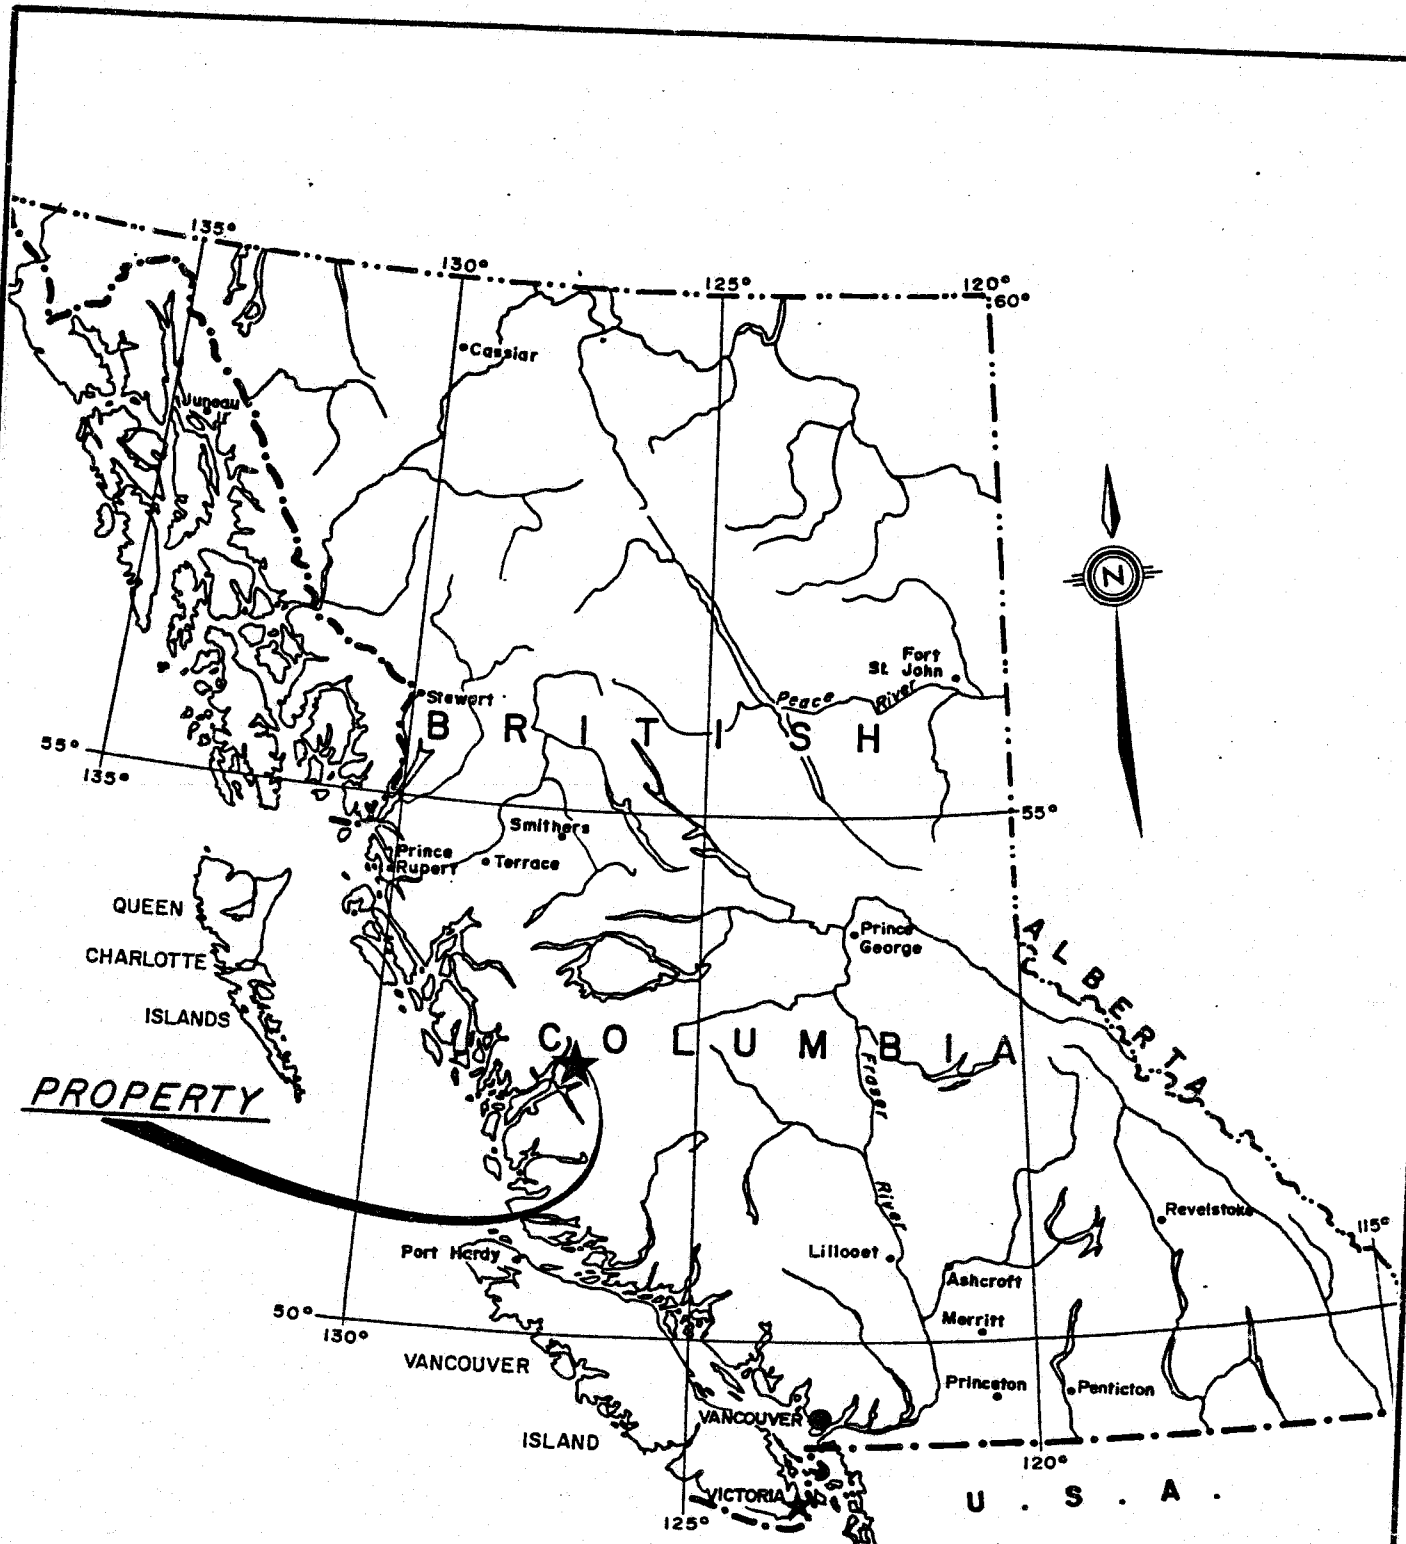 135°
130°
125°
120°
60°
Cassiar
Juneau
N
Fort
St. John
Peace River
Stewart
BRITISH
55°
135°
55°
Smithers
Prince
Rupert
Terrace
QUEEN
CHARLOTTE
ISLANDS
Prince
George
ALBERTA
COLUMBIA
Fraser
River
PROPERTY
Revelstoke
115°
Port Hardy
Lillooet
Ashcroft
Merritt
50°
130°
VANCOUVER
ISLAND
Princeton
Penticton
VANCOUVER
120°
VICTORIA
125°
U.S.A.